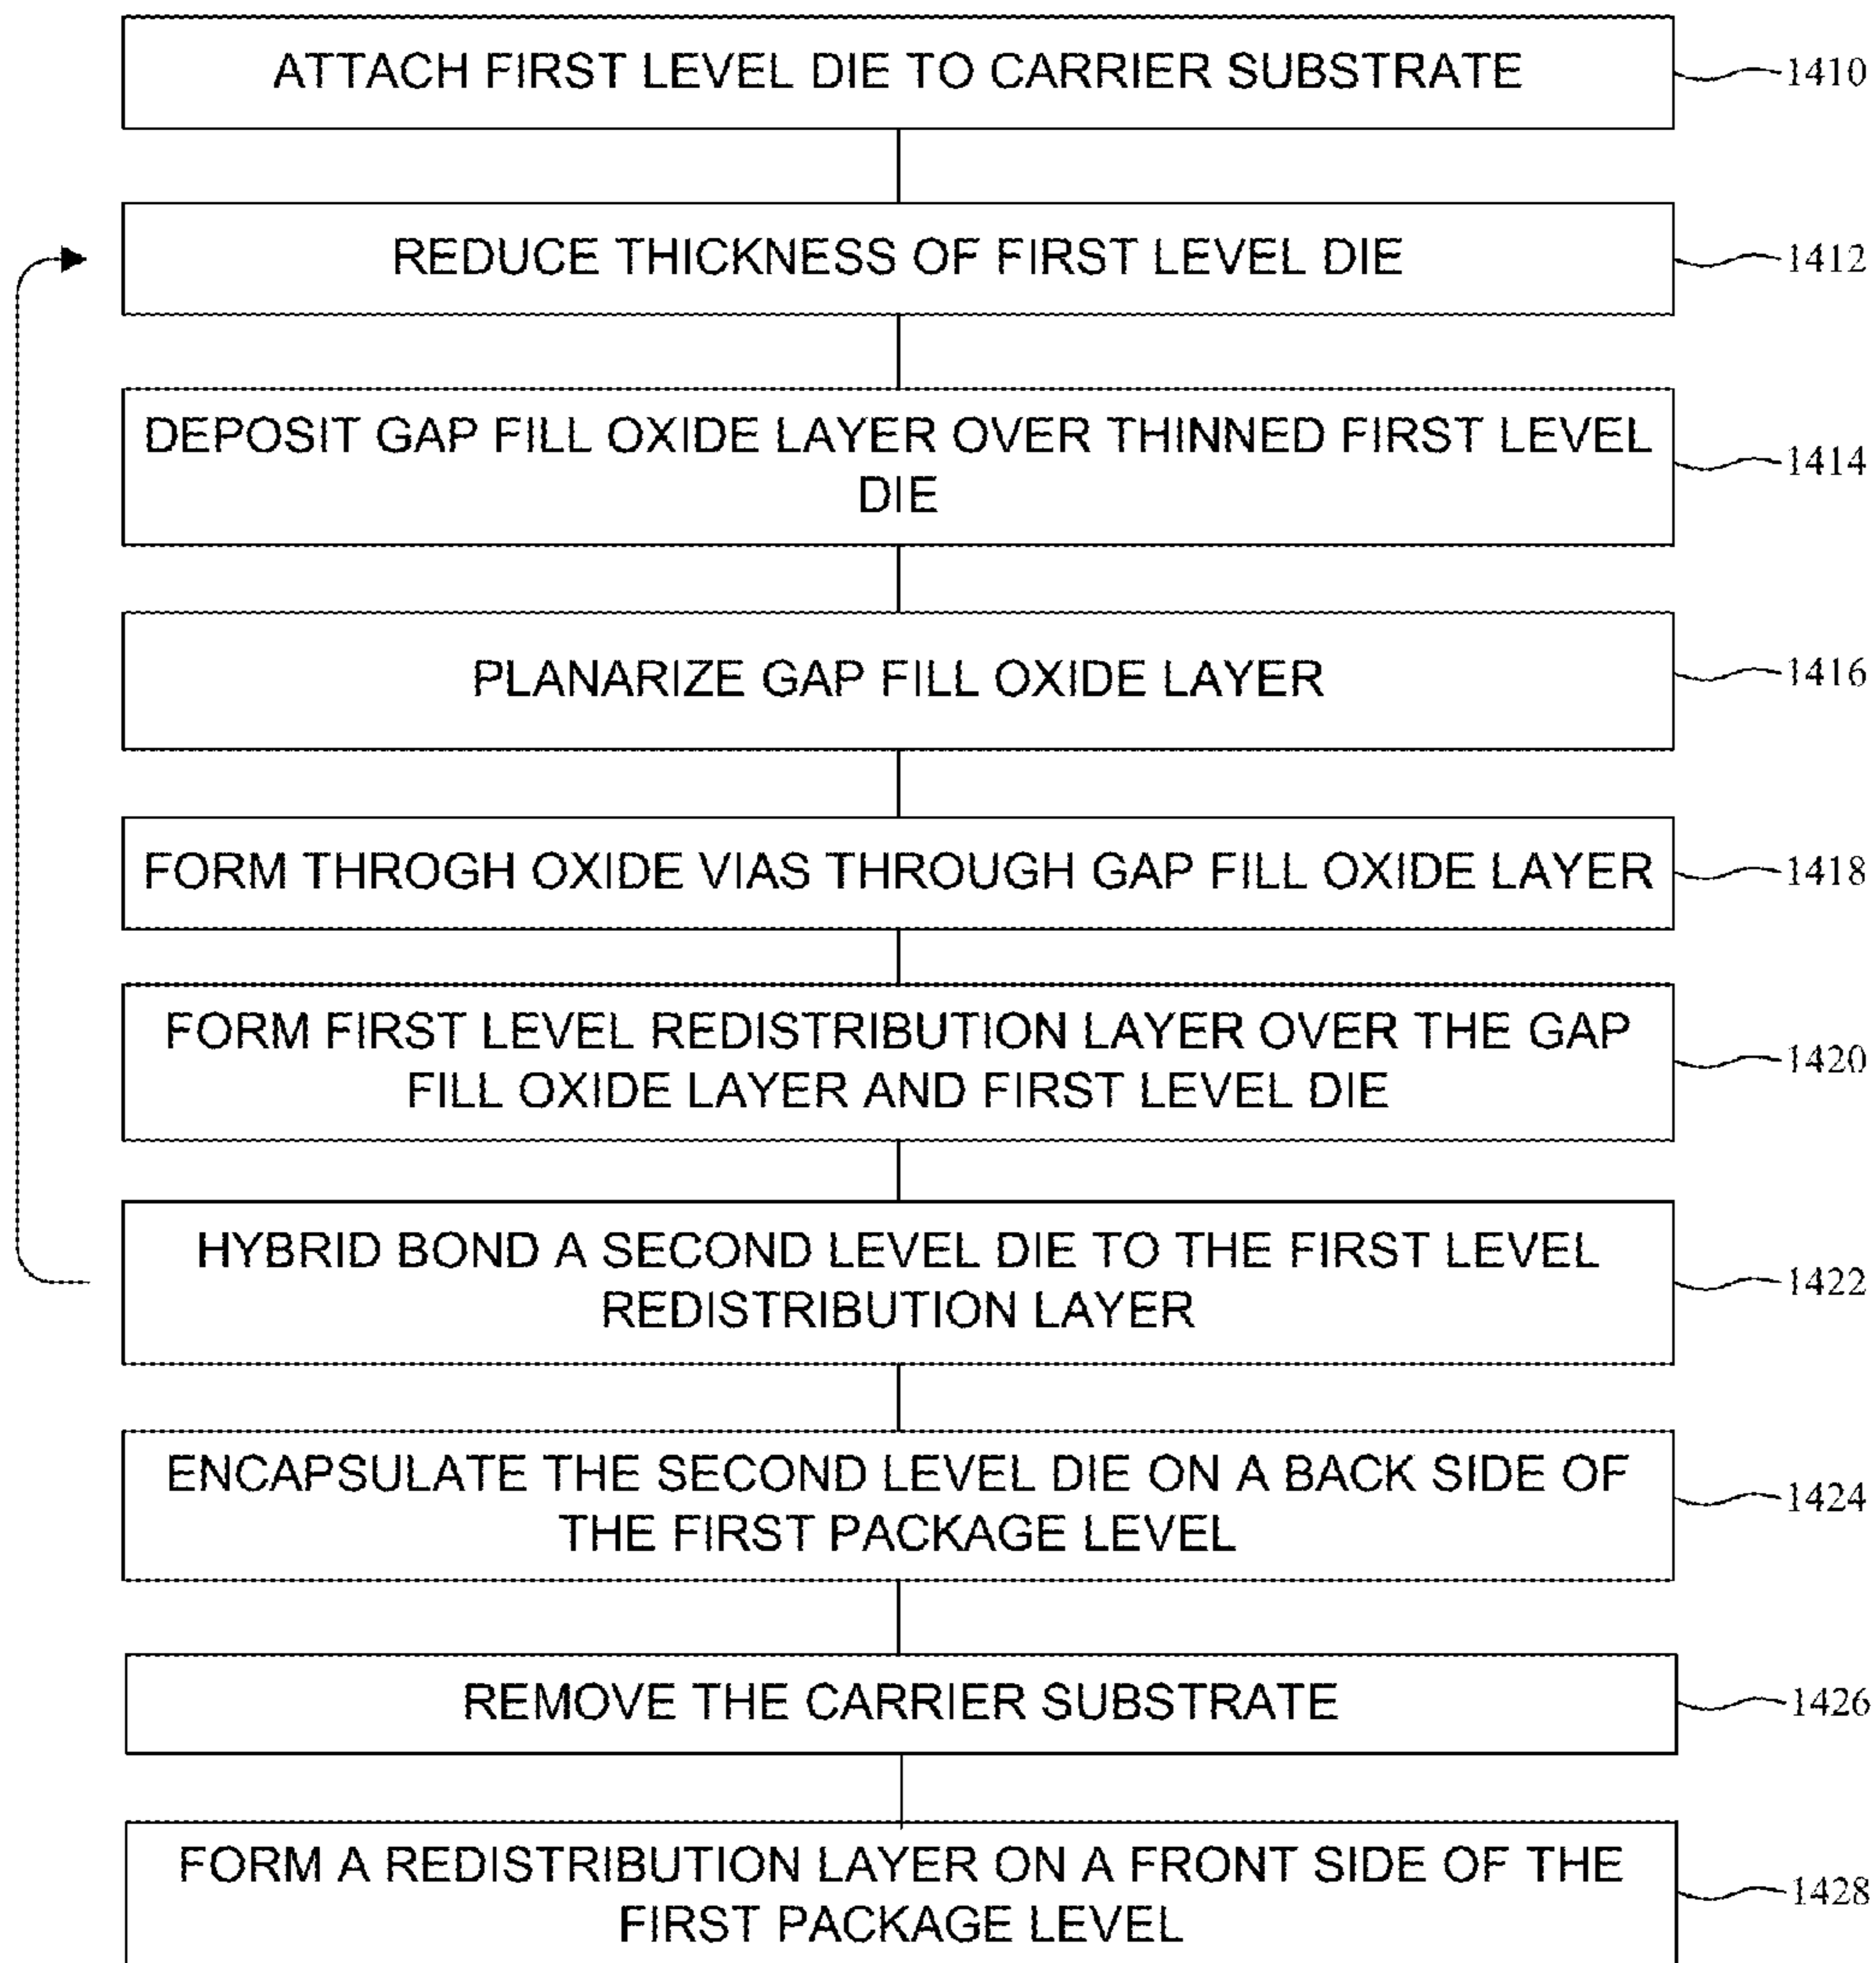 ATTACH FIRST LEVEL DIE TO CARRIER SUBSTRATE
1410
REDUCE THICKNESS OF FIRST LEVEL DIE
1412
DEPOSIT GAP FILL OXIDE LAYER OVER THINNED FIRST LEVEL
DIE
1414
PLANARIZE GAP FILL OXIDE LAYER
1416
FORM THROGH OXIDE VIAS THROUGH GAP FILL OXIDE LAYER
1418
FORM FIRST LEVEL REDISTRIBUTION LAYER OVER THE GAP
FILL OXIDE LAYER AND FIRST LEVEL DIE
1420
HYBRID BOND A SECOND LEVEL DIE TO THE FIRST LEVEL
REDISTRIBUTION LAYER
1422
ENCAPSULATE THE SECOND LEVEL DIE ON A BACK SIDE OF
THE FIRST PACKAGE LEVEL
1424
REMOVE THE CARRIER SUBSTRATE
1426
FORM A REDISTRIBUTION LAYER ON A FRONT SIDE OF THE
FIRST PACKAGE LEVEL
1428